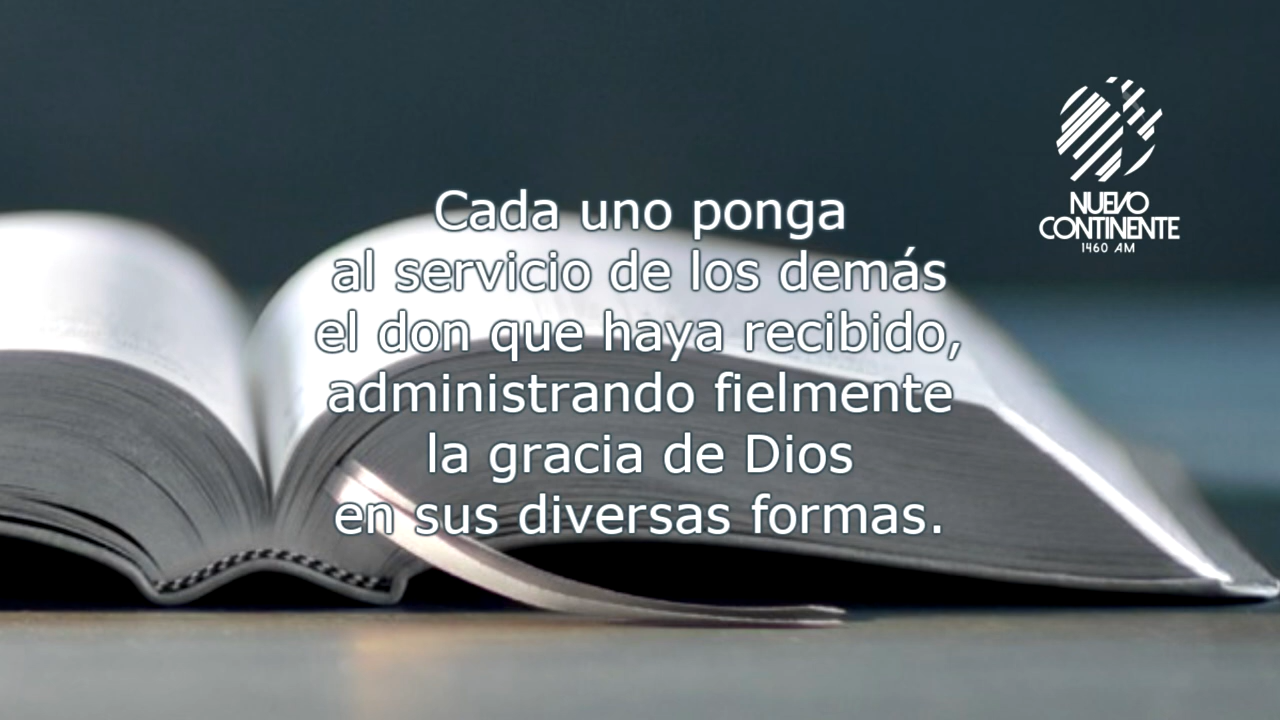 Cada uno ponga
al servicio de los demás
el don que haya recibido,
administrando fielmente
la gracia de Dios
en sus diversas formas.
NUEVO
CONTINENTE
1460 AM